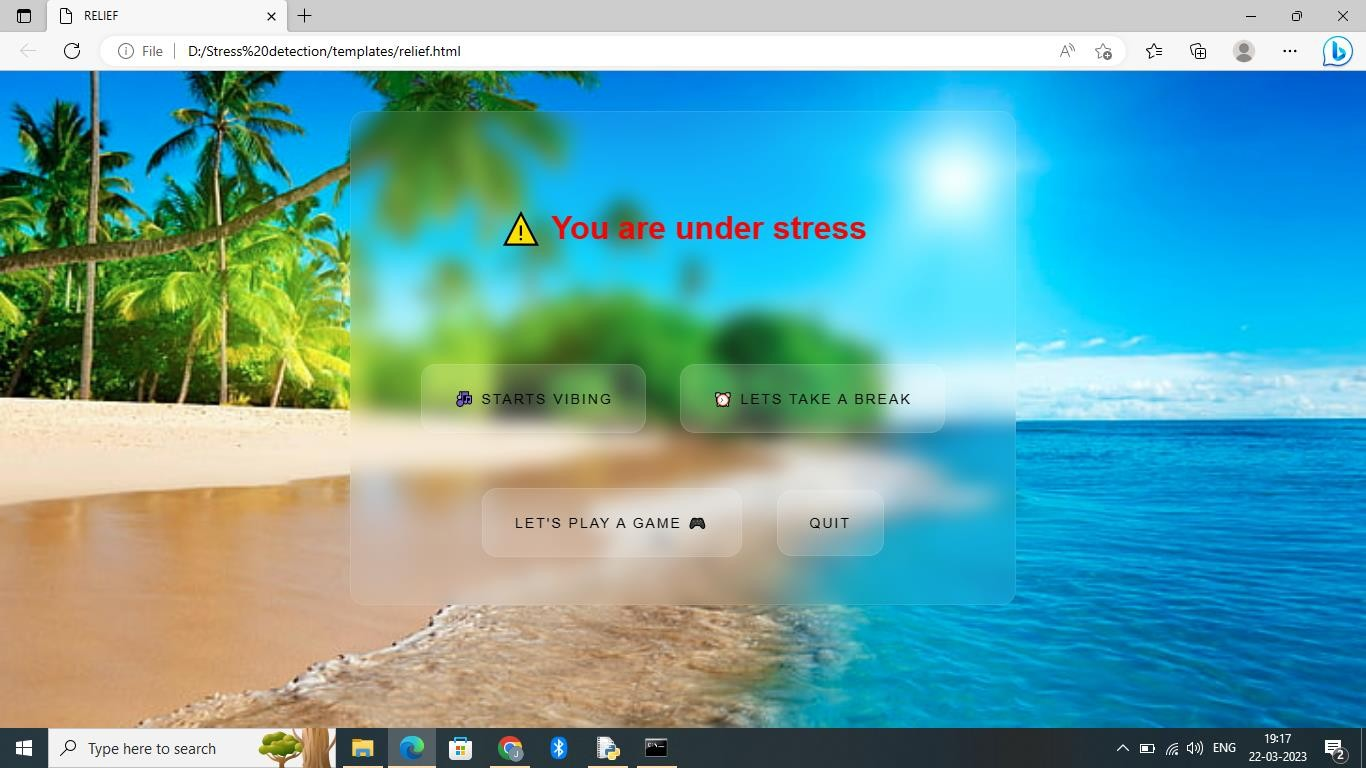 RELIEF
File
D:/Stress%20detection/templates/relief.html
⚠ You are under stress
STARTS VIBING
⏰ LETS TAKE A BREAK
LET'S PLAY A GAME 🎮
QUIT
Type here to search
ENG
19:17
22-03-2023
2